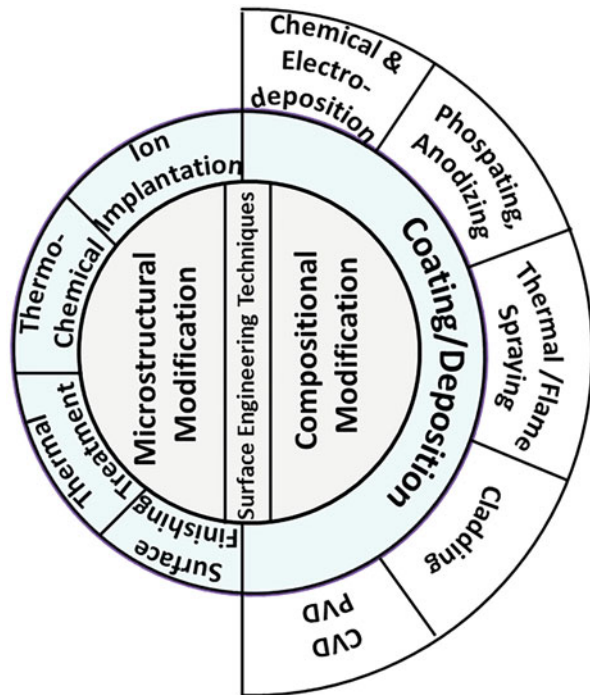 Surface Engineering Techniques
Microstructural
Modification
Compositional
Modification
Ion
Implantation
Thermo-
Chemical
Thermal
Treatment
Surface
Finishing
Coating/Deposition
Chemical &
Electro-
deposition
Phospating,
Anodizing
Thermal /Flame
Spraying
Cladding
CVD
PVD